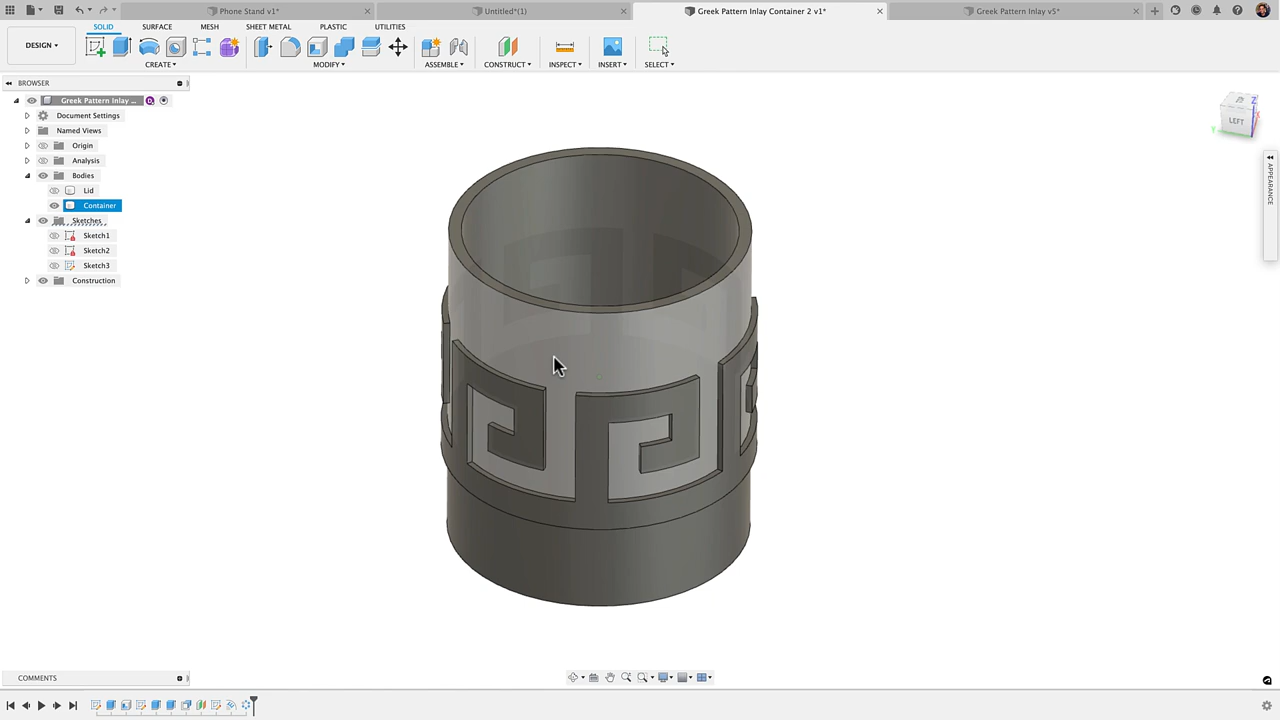 Phone Stand v1*
Untitled*(1)
Greek Pattern Inlay Container 2 v1*
Greek Pattern Inlay v5*
DESIGN
SOLID
SURFACE
MESH
SHEET METAL
PLASTIC
UTILITIES
CREATE
MODIFY
ASSEMBLE
CONSTRUCT
INSPECT
INSERT
SELECT
BROWSER
Greek Pattern Inlay ...
Document Settings
Named Views
Origin
Analysis
Bodies
Lid
Container
Sketches
Sketch1
Sketch2
Sketch3
Construction
Z
LEFT
Y
X
APPEARANCE
COMMENTS